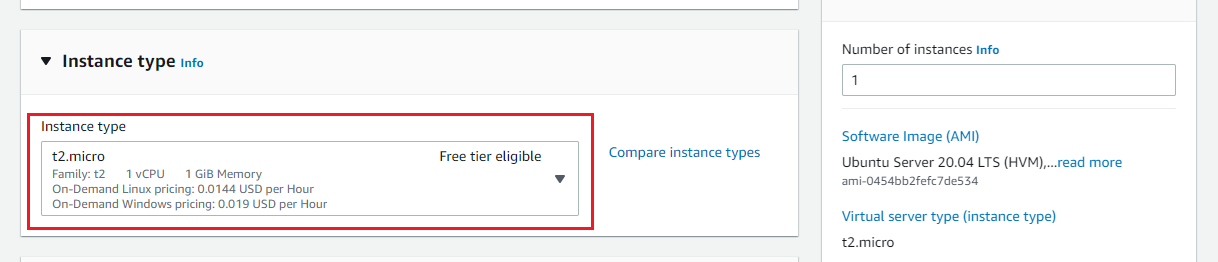 Instance type Info
Instance type
t2.micro Free tier eligible
Family: t2 1 vCPU 1 GiB Memory
On-Demand Linux pricing: 0.0144 USD per Hour
On-Demand Windows pricing: 0.019 USD per Hour
Compare instance types
Number of instances Info
1
Software Image (AMI)
Ubuntu Server 20.04 LTS (HVM),...read more
ami-0454bb2fefc7de534
Virtual server type (instance type)
t2.micro